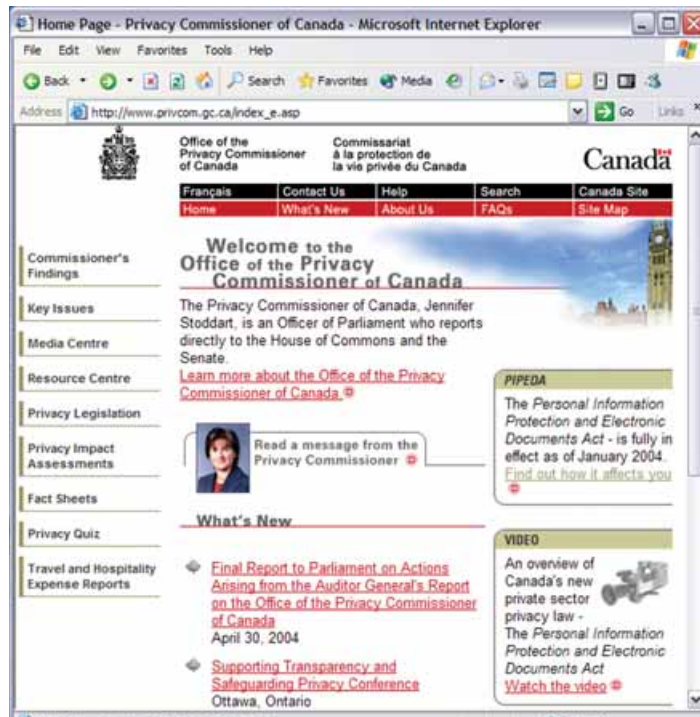 Home Page - Privacy Commissioner of Canada - Microsoft Internet Explorer
File Edit View Favorites Tools Help
Back Search Favorites Media
Address http://www.privcom.gc.ca/index_e.asp Go Links
Office of the
Privacy Commissioner
of Canada
Commissariat
à la protection de
la vie privée du Canada
Canada
Français Contact Us Help Search Canada Site
Home What's New About Us FAQs Site Map
Commissioner's
Findings
Key Issues
Media Centre
Resource Centre
Privacy Legislation
Privacy Impact
Assessments
Fact Sheets
Privacy Quiz
Travel and Hospitality
Expense Reports
Welcome to the
Office of the Privacy
Commissioner of Canada
The Privacy Commissioner of Canada, Jennifer
Stoddart, is an Officer of Parliament who reports
directly to the House of Commons and the
Senate.
Learn more about the Office of the Privacy
Commissioner of Canada
Read a message from the
Privacy Commissioner
What's New
Final Report to Parliament on Actions
Arising from the Auditor General's Report
on the Office of the Privacy Commissioner
of Canada
April 30, 2004
Supporting Transparency and
Safeguarding Privacy Conference
Ottawa, Ontario
PIPEDA
The Personal Information
Protection and Electronic
Documents Act - is fully in
effect as of January 2004.
Find out how it affects you
VIDEO
An overview of
Canada's new
private sector
privacy law -
The Personal Information
Protection and Electronic
Documents Act
Watch the video